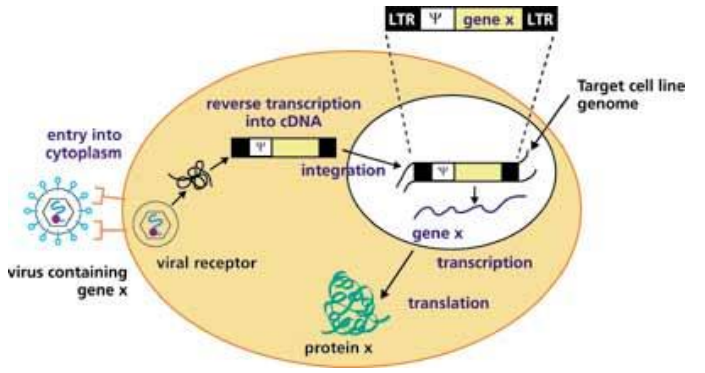 LTR Ψ gene x LTR
Target cell line
genome
reverse transcription
into cDNA
entry into
cytoplasm
Ψ
integration
Ψ
gene x
viral receptor
virus containing
gene x
transcription
translation
protein x